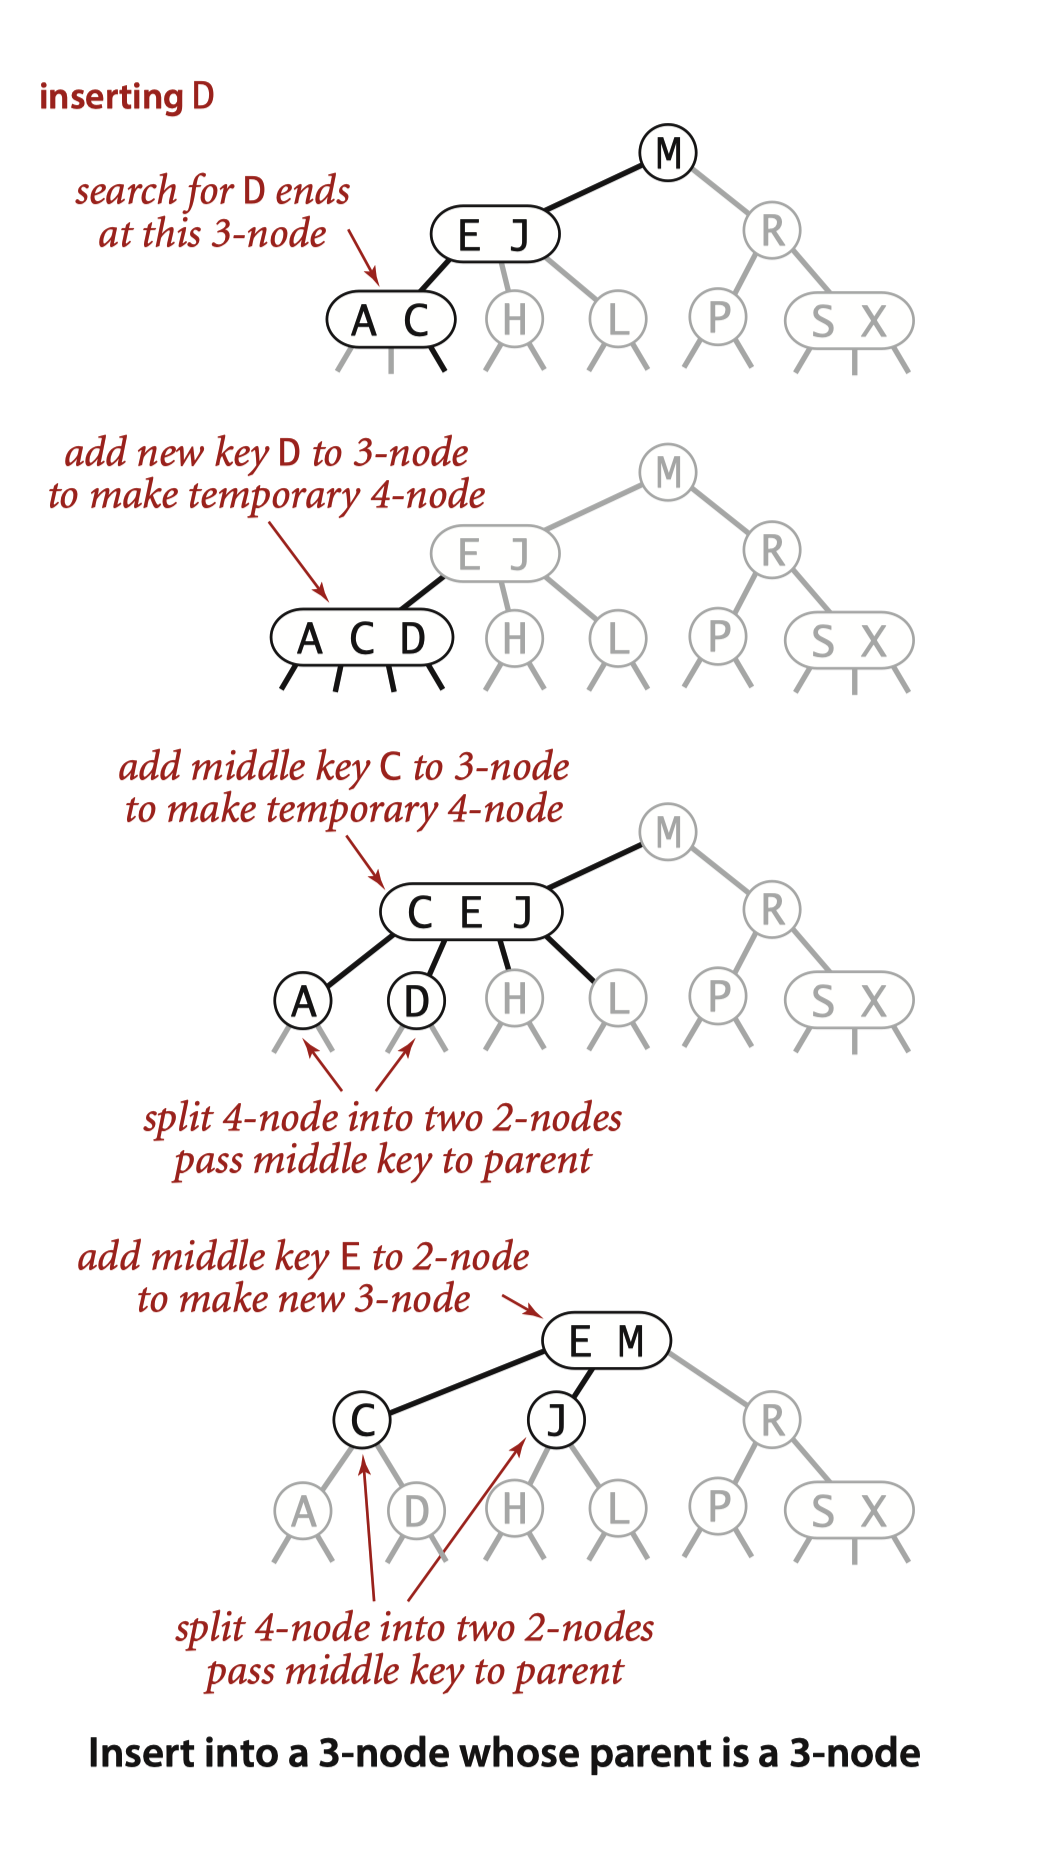 inserting D
search for D ends
at this 3-node
M
E J
R
A C
H
L
P
S X
add new key D to 3-node
to make temporary 4-node
M
E J
R
A C D
H
L
P
S X
add middle key C to 3-node
to make temporary 4-node
M
C E J
R
A
D
H
L
P
S X
split 4-node into two 2-nodes
pass middle key to parent
add middle key E to 2-node
to make new 3-node
E M
C
J
R
A
D
H
L
P
S X
split 4-node into two 2-nodes
pass middle key to parent
Insert into a 3-node whose parent is a 3-node